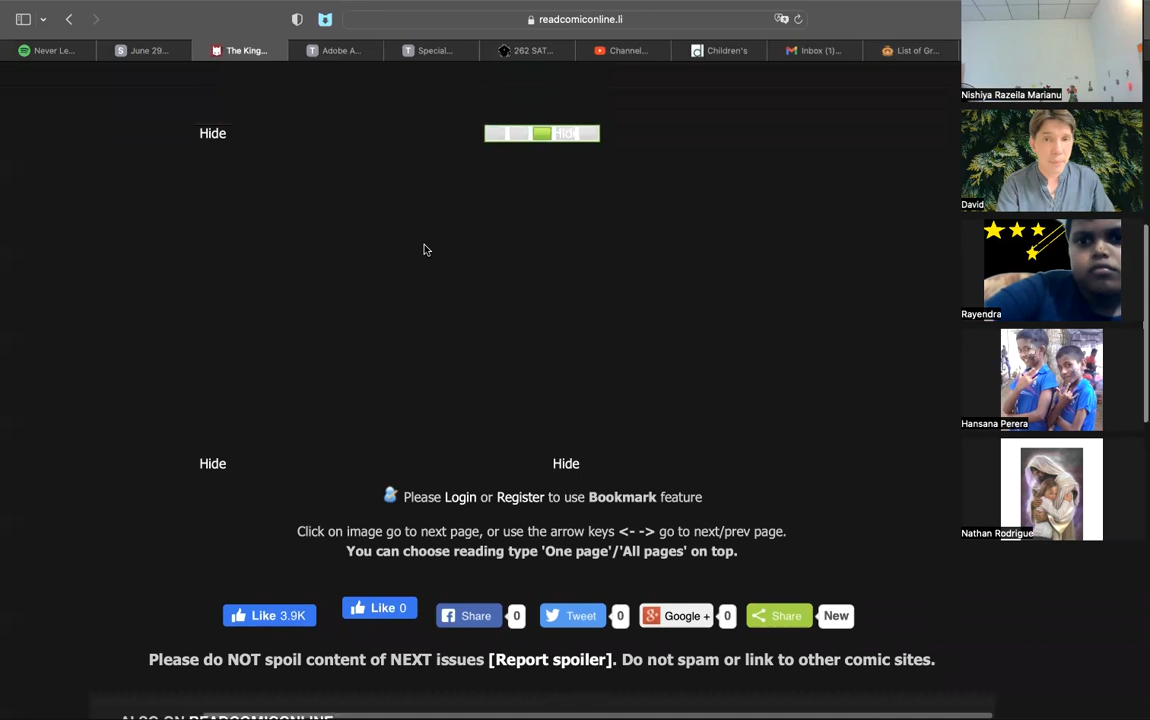 readcomiconline.li
Never Le...
June 29...
The King...
Adobe A...
Special...
262 SAT...
Channel...
Children's
Inbox (1)...
List of Gr...
Nishiya Razeila Marianu
Hide
Hide
David
Rayendra
Hansana Perera
Hide
Hide
Please Login or Register to use Bookmark feature
Nathan Rodrigue
Click on image go to next page, or use the arrow keys <- -> go to next/prev page.
You can choose reading type 'One page'/'All pages' on top.
Like 3.9K
Like 0
Share 0
Tweet 0
Google + 0
Share New
Please do NOT spoil content of NEXT issues [Report spoiler]. Do not spam or link to other comic sites.
ALSO ON READCOMICONLINE